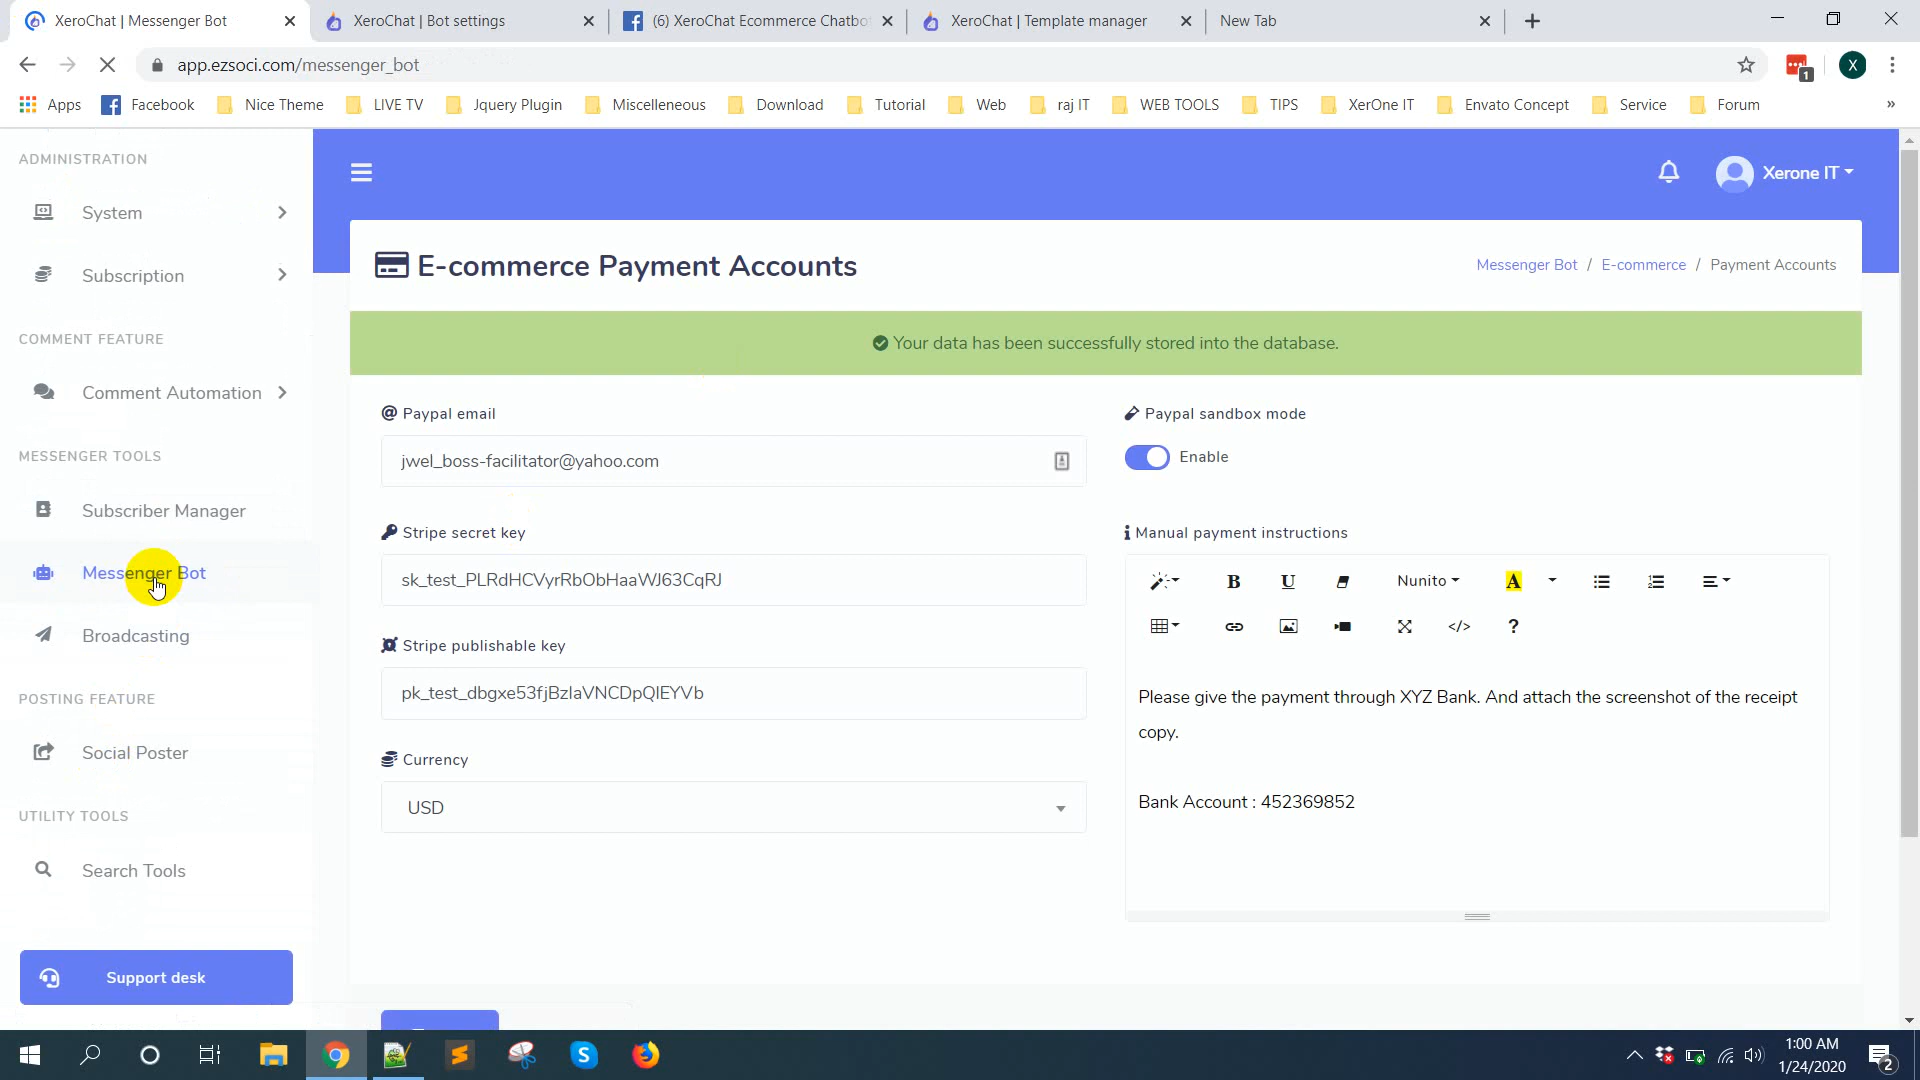 XeroChat | Messenger Bot
XeroChat | Bot settings
(6) XeroChat Ecommerce Chatbo
XeroChat | Template manager
New Tab
app.ezsoci.com/messenger_bot
1
X
Apps
Facebook
Nice Theme
LIVE TV
Jquery Plugin
Miscelleneous
Download
Tutorial
Web
raj IT
WEB TOOLS
TIPS
XerOne IT
Envato Concept
Service
Forum
»
ADMINISTRATION
System
Subscription
COMMENT FEATURE
Comment Automation
MESSENGER TOOLS
Subscriber Manager
Messenger Bot
Broadcasting
POSTING FEATURE
Social Poster
UTILITY TOOLS
Search Tools
Support desk
Xerone IT
E-commerce Payment Accounts
Messenger Bot / E-commerce / Payment Accounts
Your data has been successfully stored into the database.
Paypal email
jwel_boss-facilitator@yahoo.com
Paypal sandbox mode
Enable
Stripe secret key
sk_test_PLRdHCVyrRbObHaaWJ63CqRJ
Stripe publishable key
pk_test_dbgxe53fjBzlaVNCDpQIEYVb
Currency
USD
Manual payment instructions
B
U
Nunito
A
</>
?
Please give the payment through XYZ Bank. And attach the screenshot of the receipt
copy.
Bank Account : 452369852
1:00 AM
1/24/2020
2